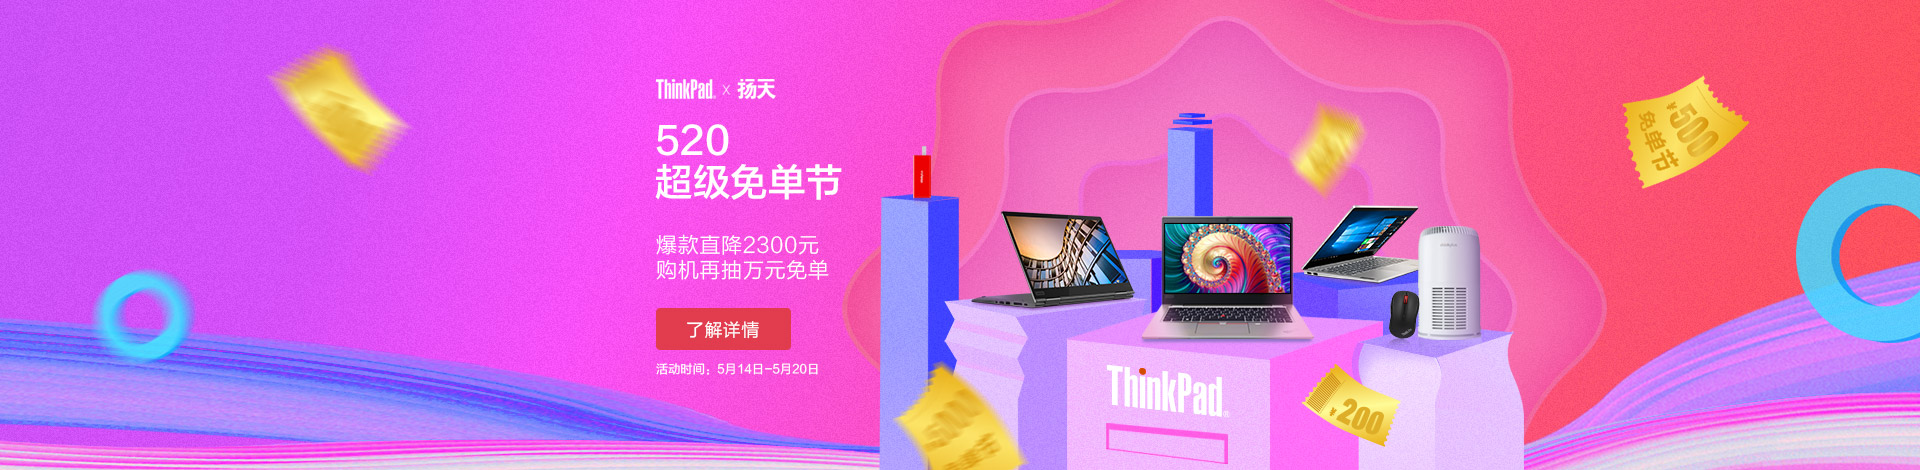 ThinkPad x 扬天
520
超级免单节
爆款直降2300元
购机再抽万元免单
了解详情
活动时间：5月14日-5月20日
¥500
免单节
ThinkPad®
¥200